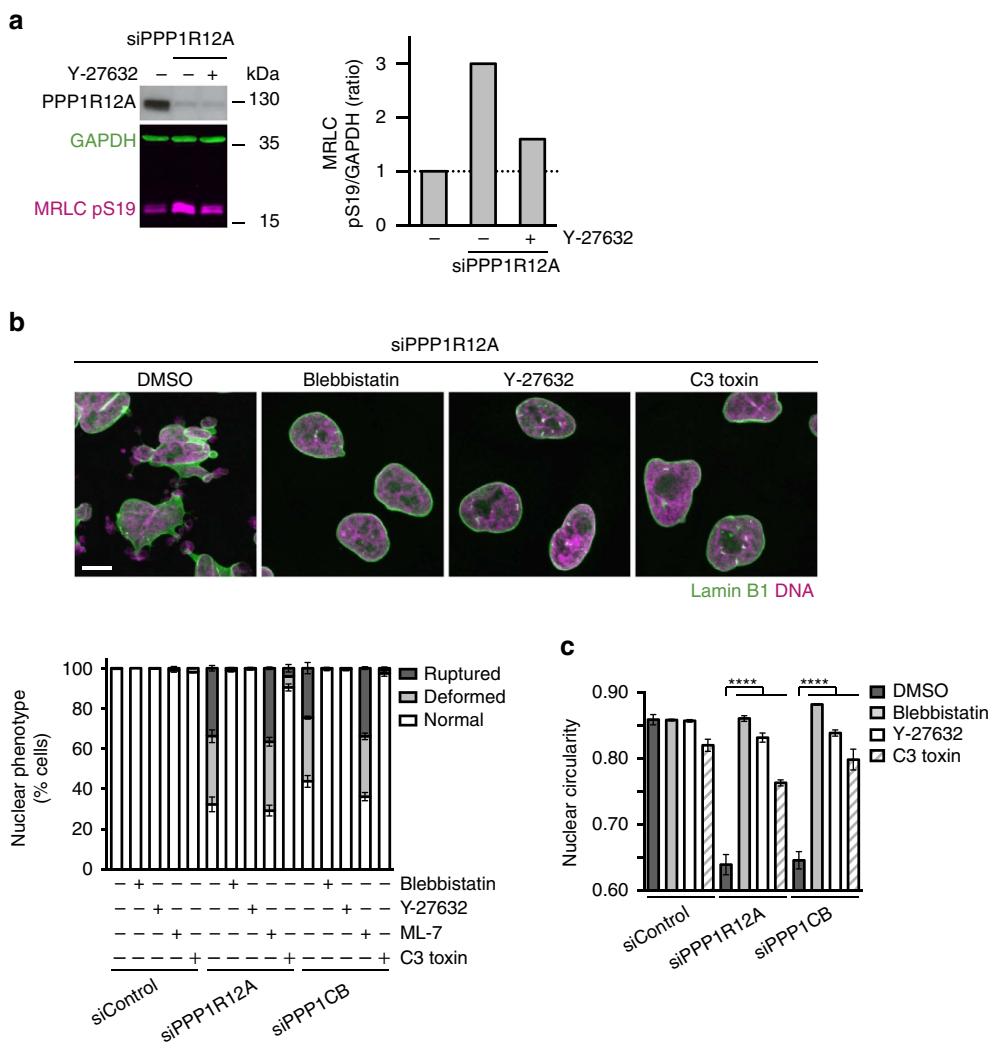 a
siPPP1R12A
Y-27632 – – + kDa
PPP1R12A 130
GAPDH 35
MRLC pS19 15
MRLC
pS19/GAPDH (ratio)
3
2
1
0
– – + Y-27632
siPPP1R12A
b
siPPP1R12A
DMSO Blebbistatin Y-27632 C3 toxin
Lamin B1 DNA
Nuclear phenotype
(% cells)
100
80
60
40
20
0
Ruptured
Deformed
Normal
– + – – – – + – – – – + – – – Blebbistatin
– – + – – – – + – – – – + – – Y-27632
– – – + – – – – + – – – – + – ML-7
– – – – + – – – – + – – – – + C3 toxin
siControl siPPP1R12A siPPP1CB
c
Nuclear circularity
0.90
0.80
0.70
0.60
**** ****
DMSO
Blebbistatin
Y-27632
C3 toxin
siControl siPPP1R12A siPPP1CB